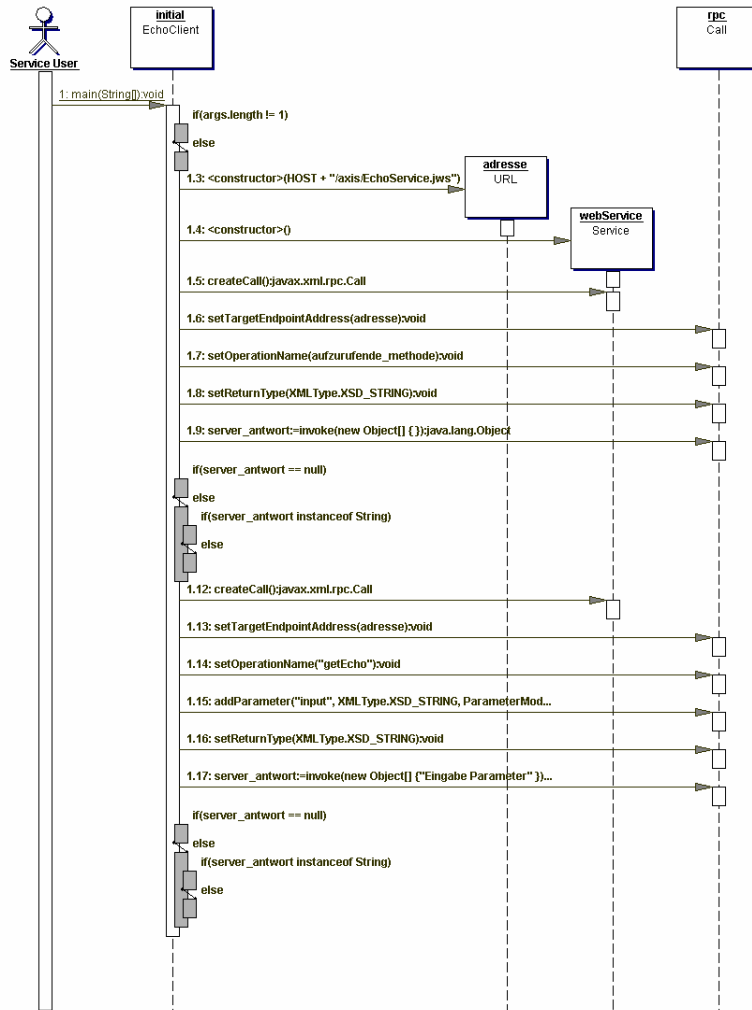 initial
EchoClient
rpc
Call
Service User
1: main(String[]):void
if(args.length != 1)
else
adresse
URL
1.3: <constructor>(HOST + "/axis/EchoService.jws")
webService
Service
1.4: <constructor>()
1.5: createCall():javax.xml.rpc.Call
1.6: setTargetEndpointAddress(adresse):void
1.7: setOperationName(aufzurufende_methode):void
1.8: setReturnType(XMLType.XSD_STRING):void
1.9: server_antwort:=invoke(new Object[] { }):java.lang.Object
if(server_antwort == null)
else
if(server_antwort instanceof String)
else
1.12: createCall():javax.xml.rpc.Call
1.13: setTargetEndpointAddress(adresse):void
1.14: setOperationName("getEcho"):void
1.15: addParameter("input", XMLType.XSD_STRING, ParameterMod...
1.16: setReturnType(XMLType.XSD_STRING):void
1.17: server_antwort:=invoke(new Object[] {"Eingabe Parameter" })...
if(server_antwort == null)
else
if(server_antwort instanceof String)
else